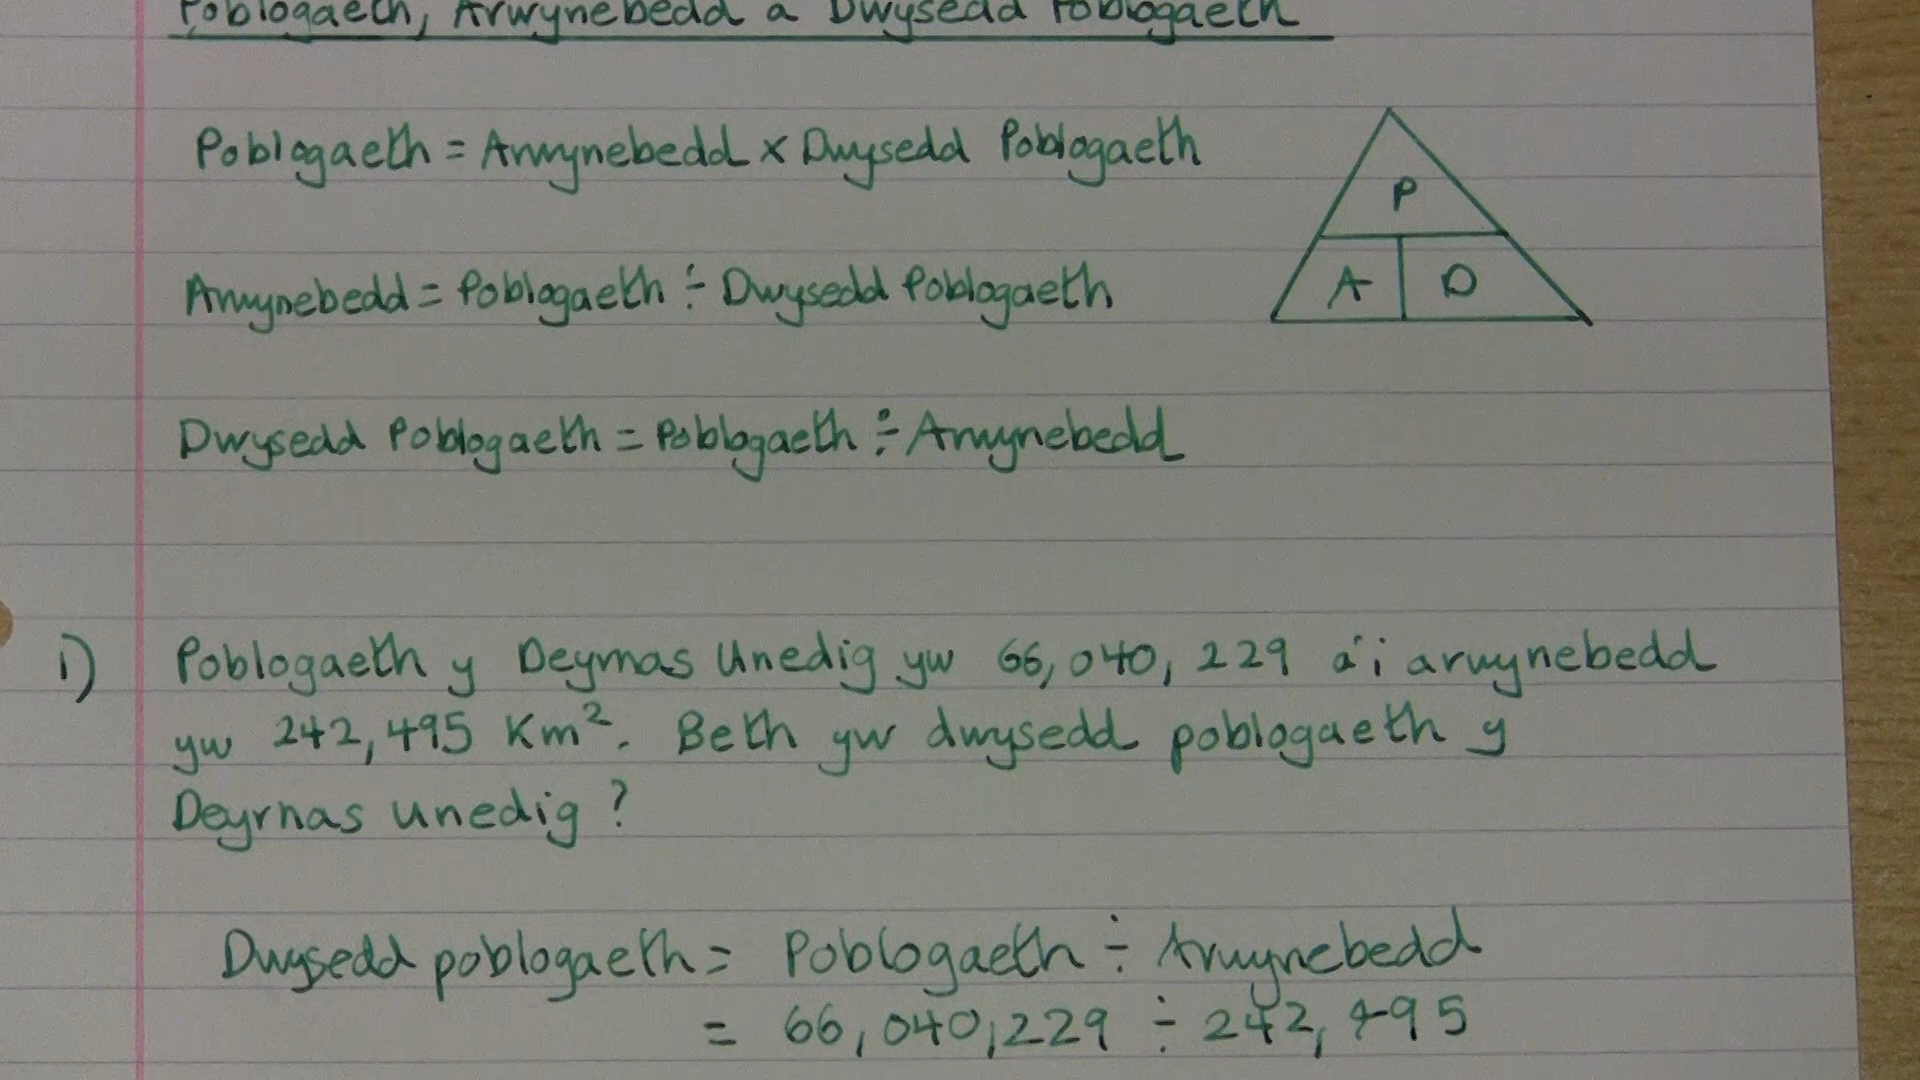 Poblogaeth, Arwynebedd a Dwysedd Poblogaeth
Poblogaeth = Arwynebedd x Dwysedd Poblogaeth
P
Arwynebedd = Poblogaeth ÷ Dwysedd Poblogaeth
A D
Dwysedd Poblogaeth = Poblogaeth ÷ Arwynebedd
i) Poblogaeth y Deyrnas Unedig yw 66,040,229 a'i arwynebedd
yw 242,495 Km². Beth yw dwysedd poblogaeth y
Deyrnas Unedig?
Dwysedd poblogaeth = Poblogaeth ÷ Arwynebedd
= 66,040,229 ÷ 242,495